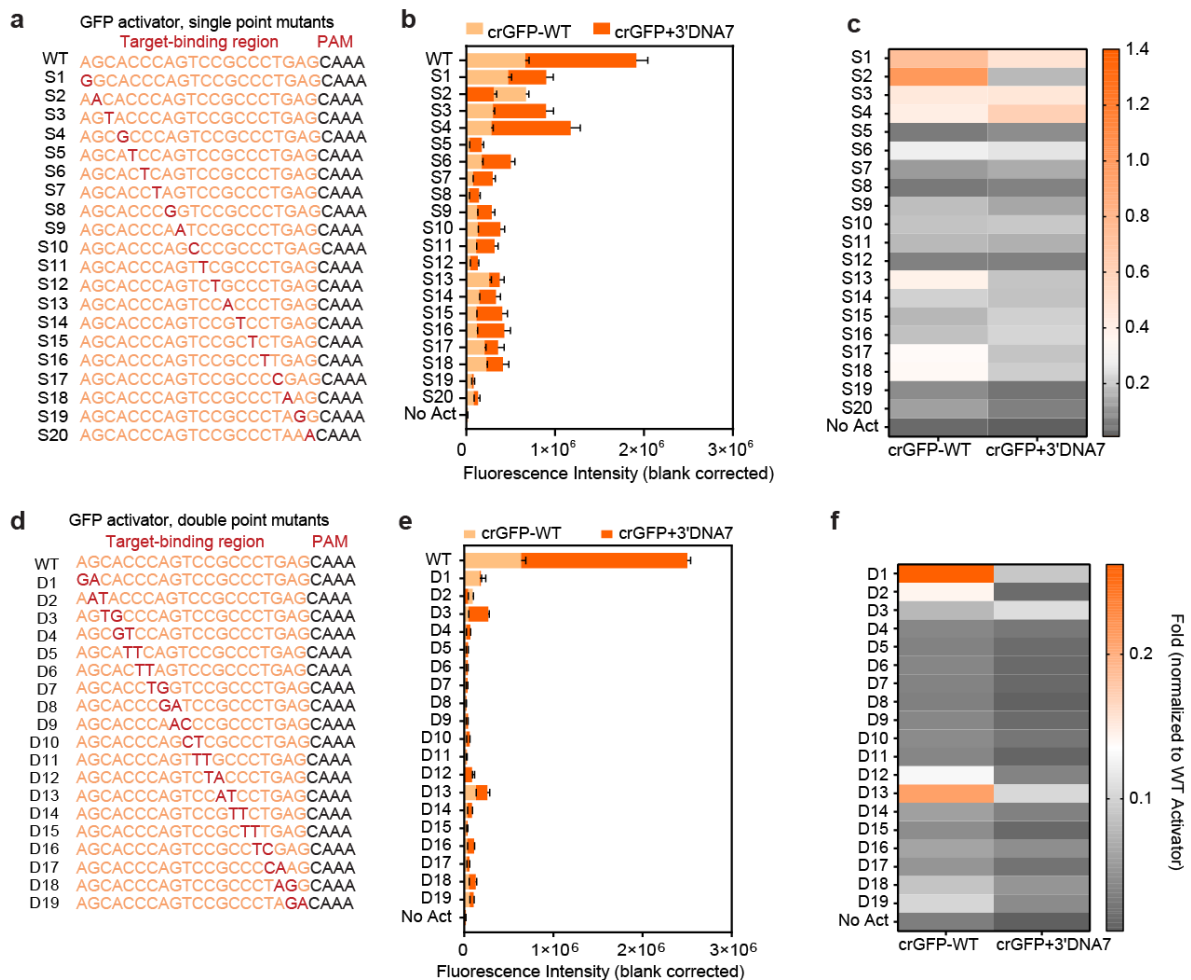 a
GFP activator, single point mutants
Target-binding region PAM
WT AGCACCCAGTCCGCCCTGAGCAAA
S1 GGCACCCAGTCCGCCCTGAGCAAA
S2 AACACCCAGTCCGCCCTGAGCAAA
S3 AGTACCCAGTCCGCCCTGAGCAAA
S4 AGCGCCCAGTCCGCCCTGAGCAAA
S5 AGCATCCAGTCCGCCCTGAGCAAA
S6 AGCACTCAGTCCGCCCTGAGCAAA
S7 AGCACCTAGTCCGCCCTGAGCAAA
S8 AGCACCCGGTCCGCCCTGAGCAAA
S9 AGCACCCAATCCGCCCTGAGCAAA
S10 AGCACCCAGCCCGCCCTGAGCAAA
S11 AGCACCCAGTTCGCCCTGAGCAAA
S12 AGCACCCAGTCTGCCCTGAGCAAA
S13 AGCACCCAGTCCACCCTGAGCAAA
S14 AGCACCCAGTCCGTCCTGAGCAAA
S15 AGCACCCAGTCCGCTCTGAGCAAA
S16 AGCACCCAGTCCGCCTTGAGCAAA
S17 AGCACCCAGTCCGCCCCGAGCAAA
S18 AGCACCCAGTCCGCCCTAAGCAAA
S19 AGCACCCAGTCCGCCCTAGGCAAA
S20 AGCACCCAGTCCGCCCTAAACAAA
b
crGFP-WT crGFP+3'DNA7
WT
S1
S2
S3
S4
S5
S6
S7
S8
S9
S10
S11
S12
S13
S14
S15
S16
S17
S18
S19
S20
No Act
0 1×10⁶ 2×10⁶ 3×10⁶
Fluorescence Intensity (blank corrected)
c
S1
S2
S3
S4
S5
S6
S7
S8
S9
S10
S11
S12
S13
S14
S15
S16
S17
S18
S19
S20
No Act
crGFP-WT crGFP+3'DNA7
1.4
1.2
1.0
0.8
0.6
0.4
0.2
d
GFP activator, double point mutants
Target-binding region PAM
WT AGCACCCAGTCCGCCCTGAGCAAA
D1 GACACCCAGTCCGCCCTGAGCAAA
D2 AATACCCAGTCCGCCCTGAGCAAA
D3 AGTGCCCAGTCCGCCCTGAGCAAA
D4 AGCGTCCAGTCCGCCCTGAGCAAA
D5 AGCATTCAGTCCGCCCTGAGCAAA
D6 AGCACTTAGTCCGCCCTGAGCAAA
D7 AGCACCTGGTCCGCCCTGAGCAAA
D8 AGCACCCGATCCGCCCTGAGCAAA
D9 AGCACCCAACCCGCCCTGAGCAAA
D10 AGCACCCAGCTCGCCCTGAGCAAA
D11 AGCACCCAGTTTGCCCTGAGCAAA
D12 AGCACCCAGTCTACCCTGAGCAAA
D13 AGCACCCAGTCCATCCTGAGCAAA
D14 AGCACCCAGTCCGTTCTGAGCAAA
D15 AGCACCCAGTCCGCTTTGAGCAAA
D16 AGCACCCAGTCCGCCTCGAGCAAA
D17 AGCACCCAGTCCGCCCCAAGCAAA
D18 AGCACCCAGTCCGCCCTAGGCAAA
D19 AGCACCCAGTCCGCCCTAGACAAA
e
crGFP-WT crGFP+3'DNA7
WT
D1
D2
D3
D4
D5
D6
D7
D8
D9
D10
D11
D12
D13
D14
D15
D16
D17
D18
D19
No Act
0 1×10⁶ 2×10⁶ 3×10⁶
Fluorescence Intensity (blank corrected)
f
D1
D2
D3
D4
D5
D6
D7
D8
D9
D10
D11
D12
D13
D14
D15
D16
D17
D18
D19
No Act
crGFP-WT crGFP+3'DNA7
0.2
0.1
Fold (normalized to WT Activator)